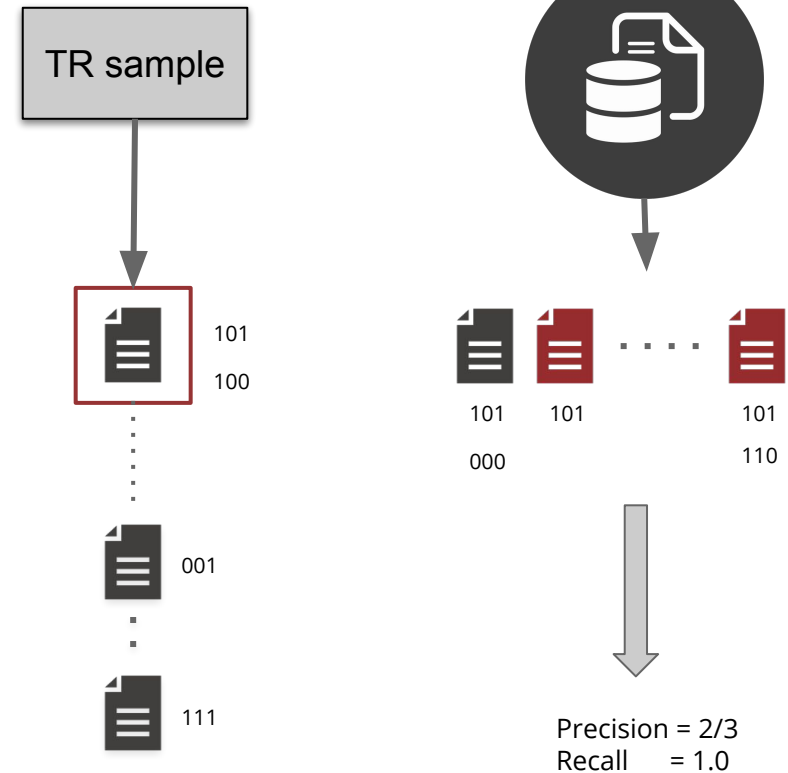 TR sample
101
100
001
111
101 101 101
000 110
Precision = 2/3
Recall = 1.0